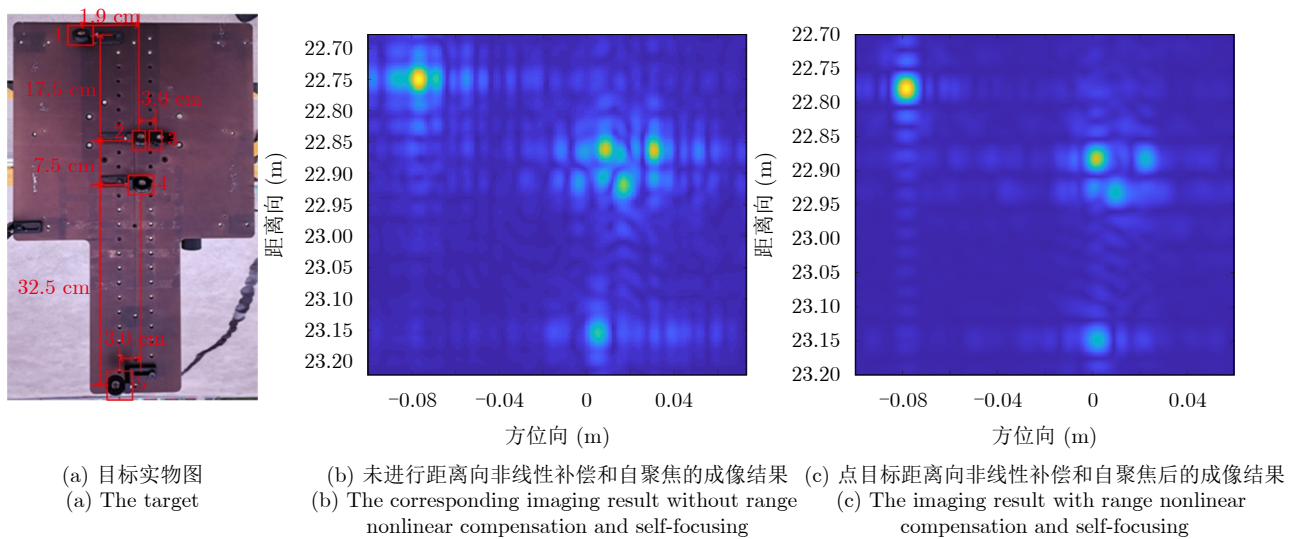 1.9 cm
1
17.5 cm
3.0 cm
2
3
7.5 cm
4
32.5 cm
3.0 cm
5
22.70
22.75
22.80
22.85
22.90
22.95
23.00
23.05
23.10
23.15
23.20
距离向 (m)
−0.08
−0.04
0
0.04
方位向 (m)
22.70
22.75
22.80
22.85
22.90
22.95
23.00
23.05
23.10
23.15
23.20
距离向 (m)
−0.08
−0.04
0
0.04
方位向 (m)
(a) 目标实物图
(a) The target
(b) 未进行距离向非线性补偿和自聚焦的成像结果
(b) The corresponding imaging result without range
nonlinear compensation and self-focusing
(c) 点目标距离向非线性补偿和自聚焦后的成像结果
(c) The imaging result with range nonlinear
compensation and self-focusing